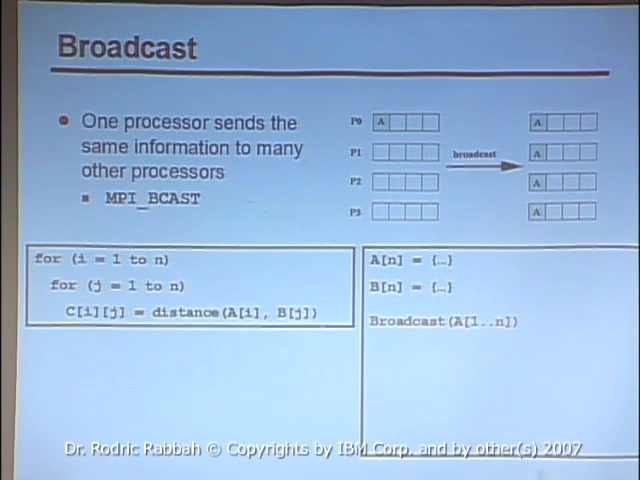 Broadcast
One processor sends the
same information to many
other processors
MPI_BCAST
P0 A A
P1 broadcast A
P2 A
P3 A
for (i = 1 to n)
for (j = 1 to n)
C[i][j] = distance(A[i], B[j])
A[n] = {…}
B[n] = {…}
Broadcast(A[1..n])
Dr. Rodric Rabbah © Copyrights by IBM Corp. and by other(s) 2007